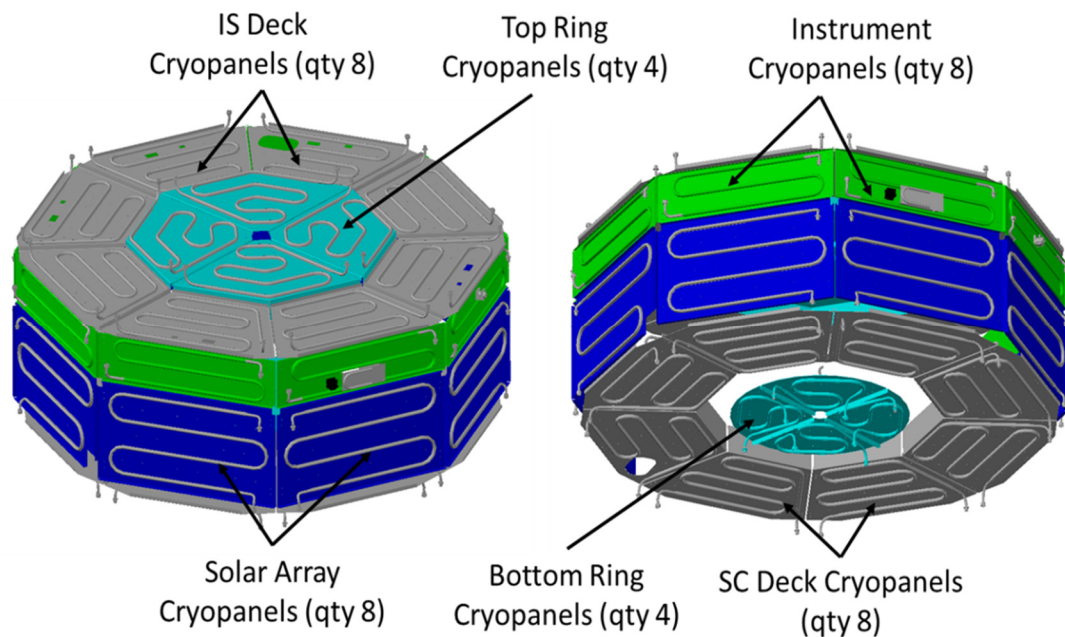 IS Deck
Cryopanels (qty 8)
Top Ring
Cryopanels (qty 4)
Instrument
Cryopanels (qty 8)
Solar Array
Cryopanels (qty 8)
Bottom Ring
Cryopanels (qty 4)
SC Deck Cryopanels
(qty 8)